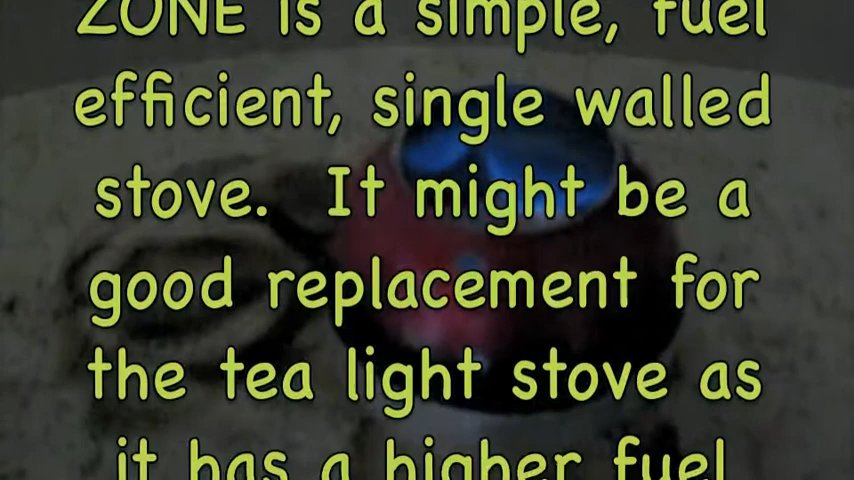 ZONE is a simple, fuel
efficient, single walled
stove. It might be a
good replacement for
the tea light stove as
it has a higher fuel